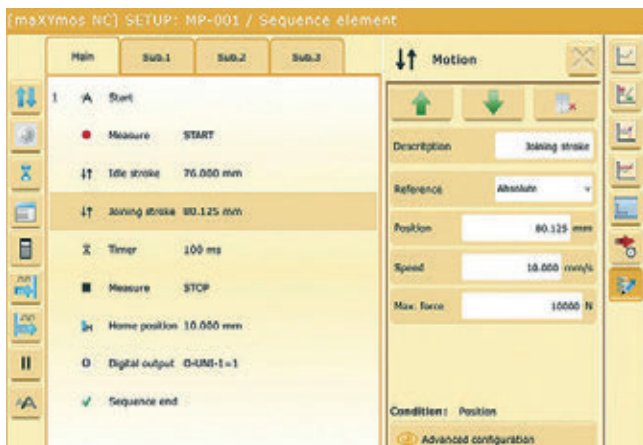 [maXYmos NC] SETUP: MP-001 / Sequence element
Main
Sub.1
Sub.2
Sub.3
1 Start
Measure START
Idle stroke 76.000 mm
Joining stroke 80.125 mm
Timer 100 ms
Measure STOP
Home position 10.000 mm
Digital output O-UNI-1=1
Sequence end
Motion
Description Joining stroke
Reference Absolute
Position 80.125 mm
Speed 10.000 mm/s
Max. force 10000 N
Condition: Position
Advanced configuration